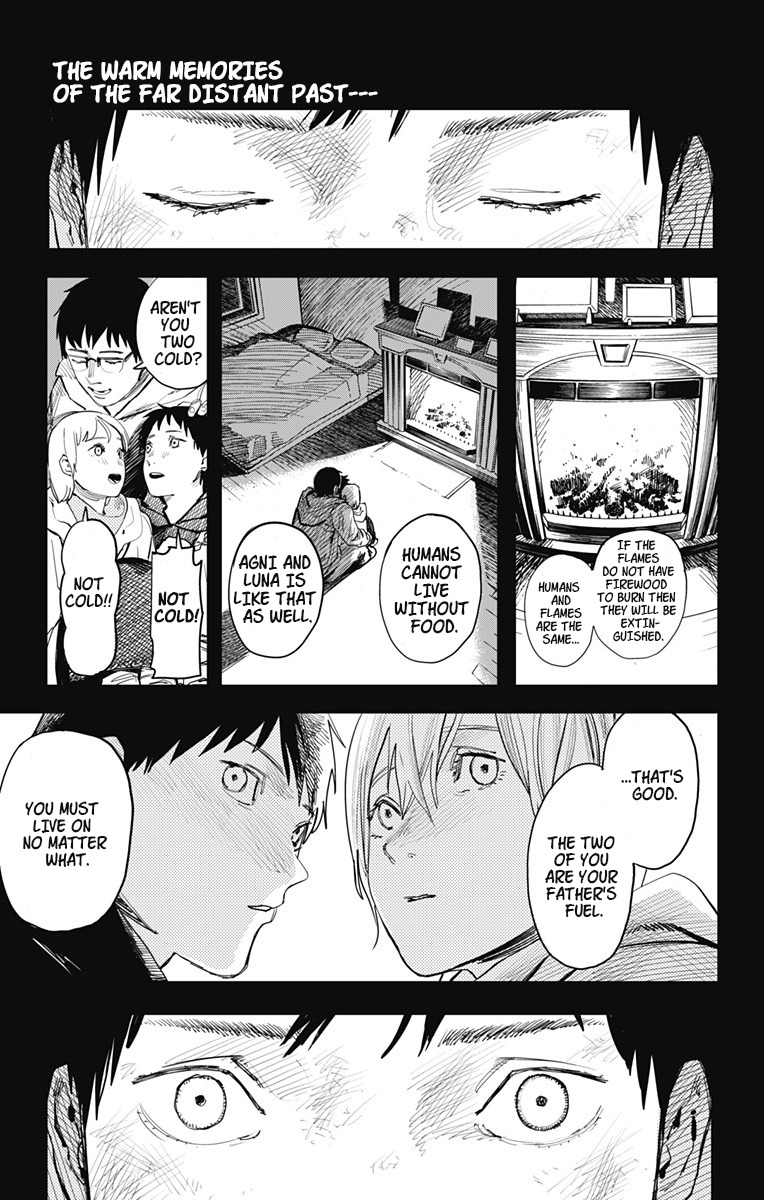 THE WARM MEMORIES
OF THE FAR DISTANT PAST---
IF THE
FLAMES
DO NOT HAVE
FIREWOOD
TO BURN THEN
THEY WILL BE
EXTIN-
GUISHED.
HUMANS
AND
FLAMES
ARE THE
SAME...
HUMANS
CANNOT
LIVE
WITHOUT
FOOD.
AGNI AND
LUNA IS
LIKE THAT
AS WELL.
AREN'T
YOU
TWO
COLD?
NOT
COLD!
NOT
COLD!!
...THAT'S
GOOD.
THE TWO
OF YOU
ARE YOUR
FATHER'S
FUEL.
YOU MUST
LIVE ON
NO MATTER
WHAT.